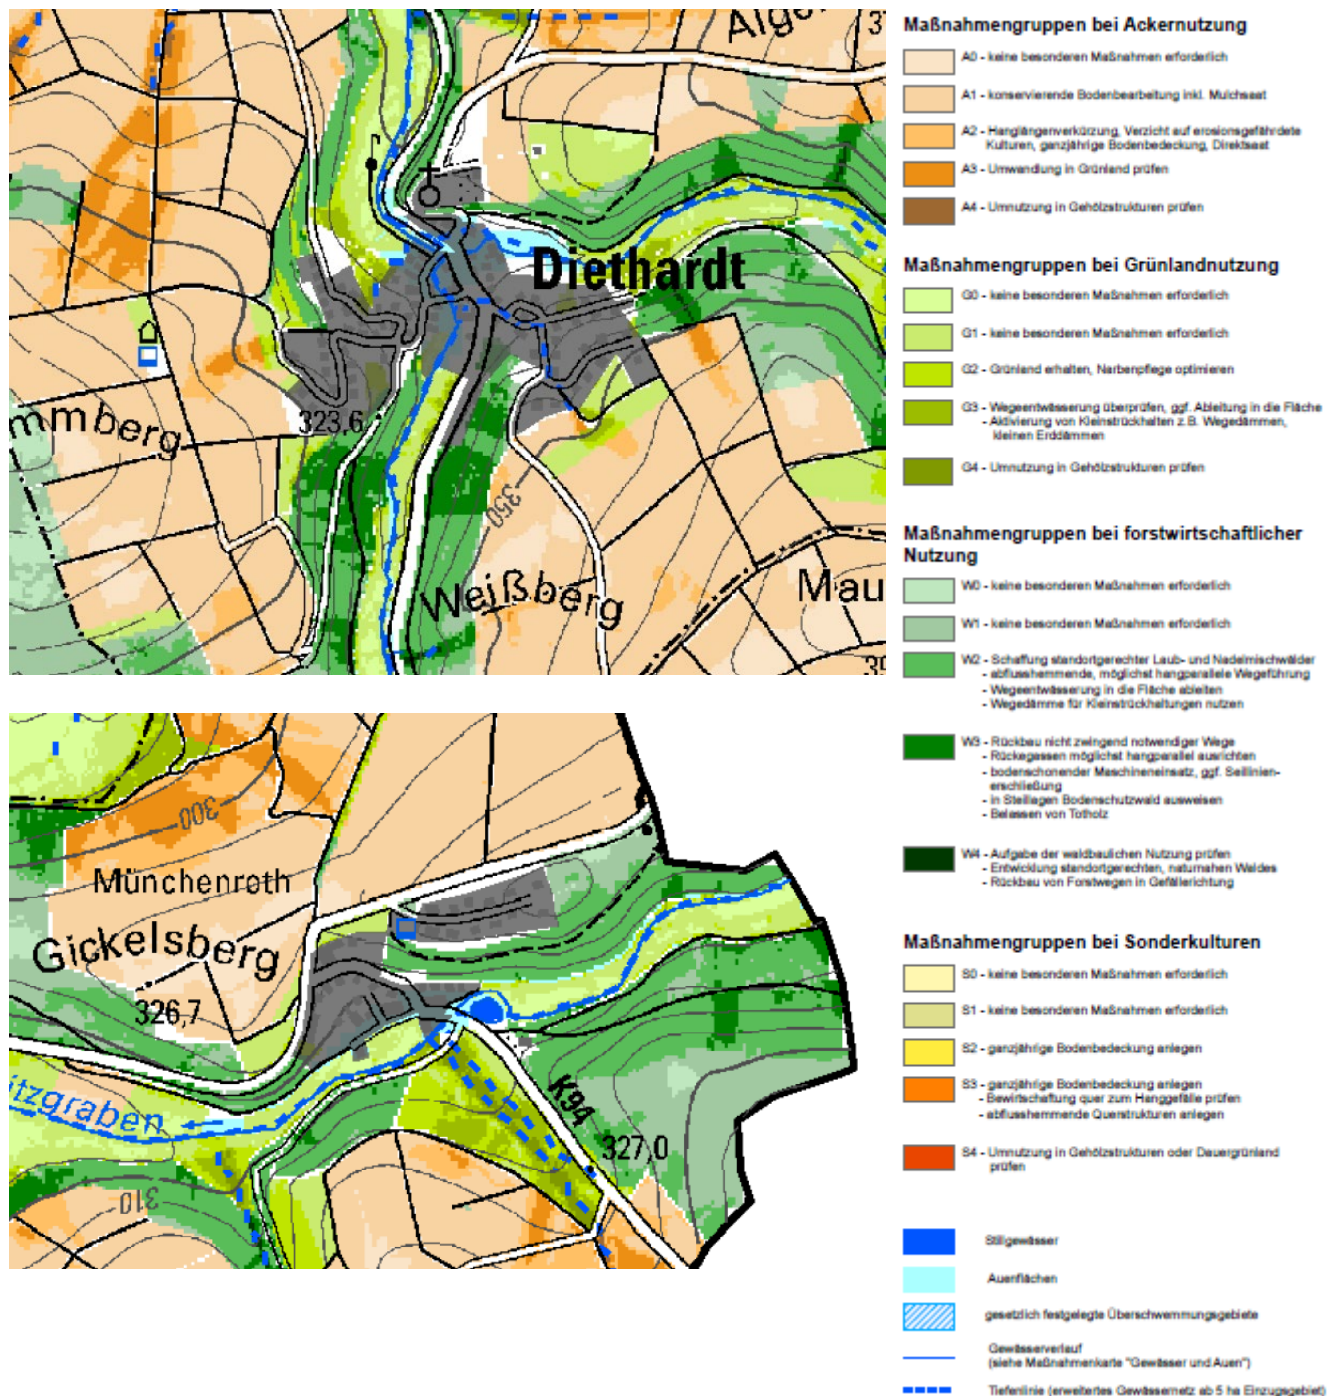 Alge
37
Diethardt
mmberg
323,6
350
Weißberg
Mau
39
300
Münchenroth
Gickelsberg
326,7
itzgraben
K94
327,0
310
Maßnahmengruppen bei Ackernutzung
A0 - keine besonderen Maßnahmen erforderlich
A1 - konservierende Bodenbearbeitung inkl. Mulchsaat
A2 - Hanglängenverkürzung, Verzicht auf erosionsgefährdete
Kulturen, ganzjährige Bodenbedeckung, Direktsaat
A3 - Umwandlung in Grünland prüfen
A4 - Umnutzung in Gehölzstrukturen prüfen
Maßnahmengruppen bei Grünlandnutzung
G0 - keine besonderen Maßnahmen erforderlich
G1 - keine besonderen Maßnahmen erforderlich
G2 - Grünland erhalten, Narbenpflege optimieren
G3 - Wegeentwässerung überprüfen, ggf. Ableitung in die Fläche
- Aktivierung von Kleinstrückhalten z.B. Wegedämmen,
kleinen Erddämmen
G4 - Umnutzung in Gehölzstrukturen prüfen
Maßnahmengruppen bei forstwirtschaftlicher
Nutzung
W0 - keine besonderen Maßnahmen erforderlich
W1 - keine besonderen Maßnahmen erforderlich
W2 - Schaffung standortgerechter Laub- und Nadelmischwälder
- abflusshemmende, möglichst hangparallele Wegeführung
- Wegeentwässerung in die Fläche ableiten
- Wegedämme für Kleinstrückhaltungen nutzen
W3 - Rückbau nicht zwingend notwendiger Wege
- Rückegassen möglichst hangparallel ausrichten
- bodenschonender Maschineneinsatz, ggf. Seillinien-
erschließung
- in Steillagen Bodenschutzwald ausweisen
- Belassen von Totholz
W4 - Aufgabe der waldbaulichen Nutzung prüfen
- Entwicklung standortgerechten, naturnahen Waldes
- Rückbau von Forstwegen in Gefällerichtung
Maßnahmengruppen bei Sonderkulturen
S0 - keine besonderen Maßnahmen erforderlich
S1 - keine besonderen Maßnahmen erforderlich
S2 - ganzjährige Bodenbedeckung anlegen
S3 - ganzjährige Bodenbedeckung anlegen
- Bewirtschaftung quer zum Hanggefälle prüfen
- abflusshemmende Querstrukturen anlegen
S4 - Umnutzung in Gehölzstrukturen oder Dauergrünland
prüfen
Stillgewässer
Auenflächen
gesetzlich festgelegte Überschwemmungsgebiete
Gewässerverlauf
(siehe Maßnahmenkarte "Gewässer und Auen")
Tiefenlinie (erweitertes Gewässernetz ab 5 ha Einzugsgebiet)